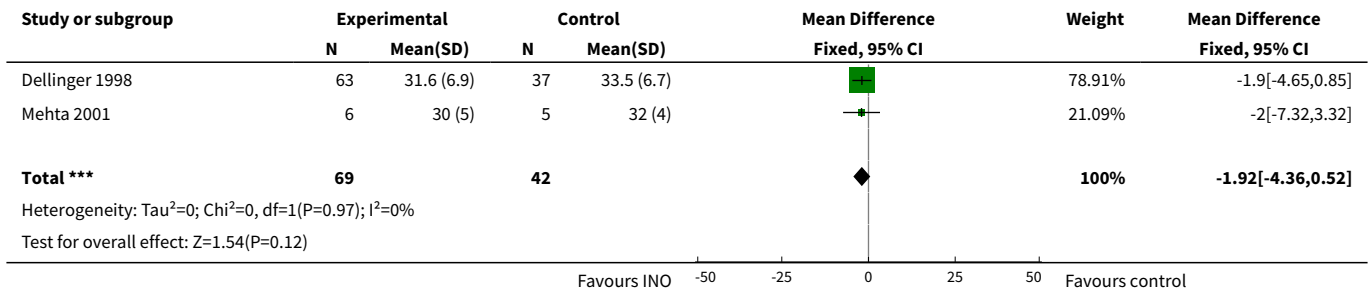 Study or subgroup Experimental Control Mean Difference Weight Mean Difference
N Mean(SD) N Mean(SD) Fixed, 95% CI Fixed, 95% CI
Dellinger 1998 63 31.6 (6.9) 37 33.5 (6.7) 78.91% -1.9[-4.65,0.85]
Mehta 2001 6 30 (5) 5 32 (4) 21.09% -2[-7.32,3.32]
Total *** 69 42 100% -1.92[-4.36,0.52]
Heterogeneity: Tau²=0; Chi²=0, df=1(P=0.97); I²=0%
Test for overall effect: Z=1.54(P=0.12)
Favours INO -50 -25 0 25 50 Favours control